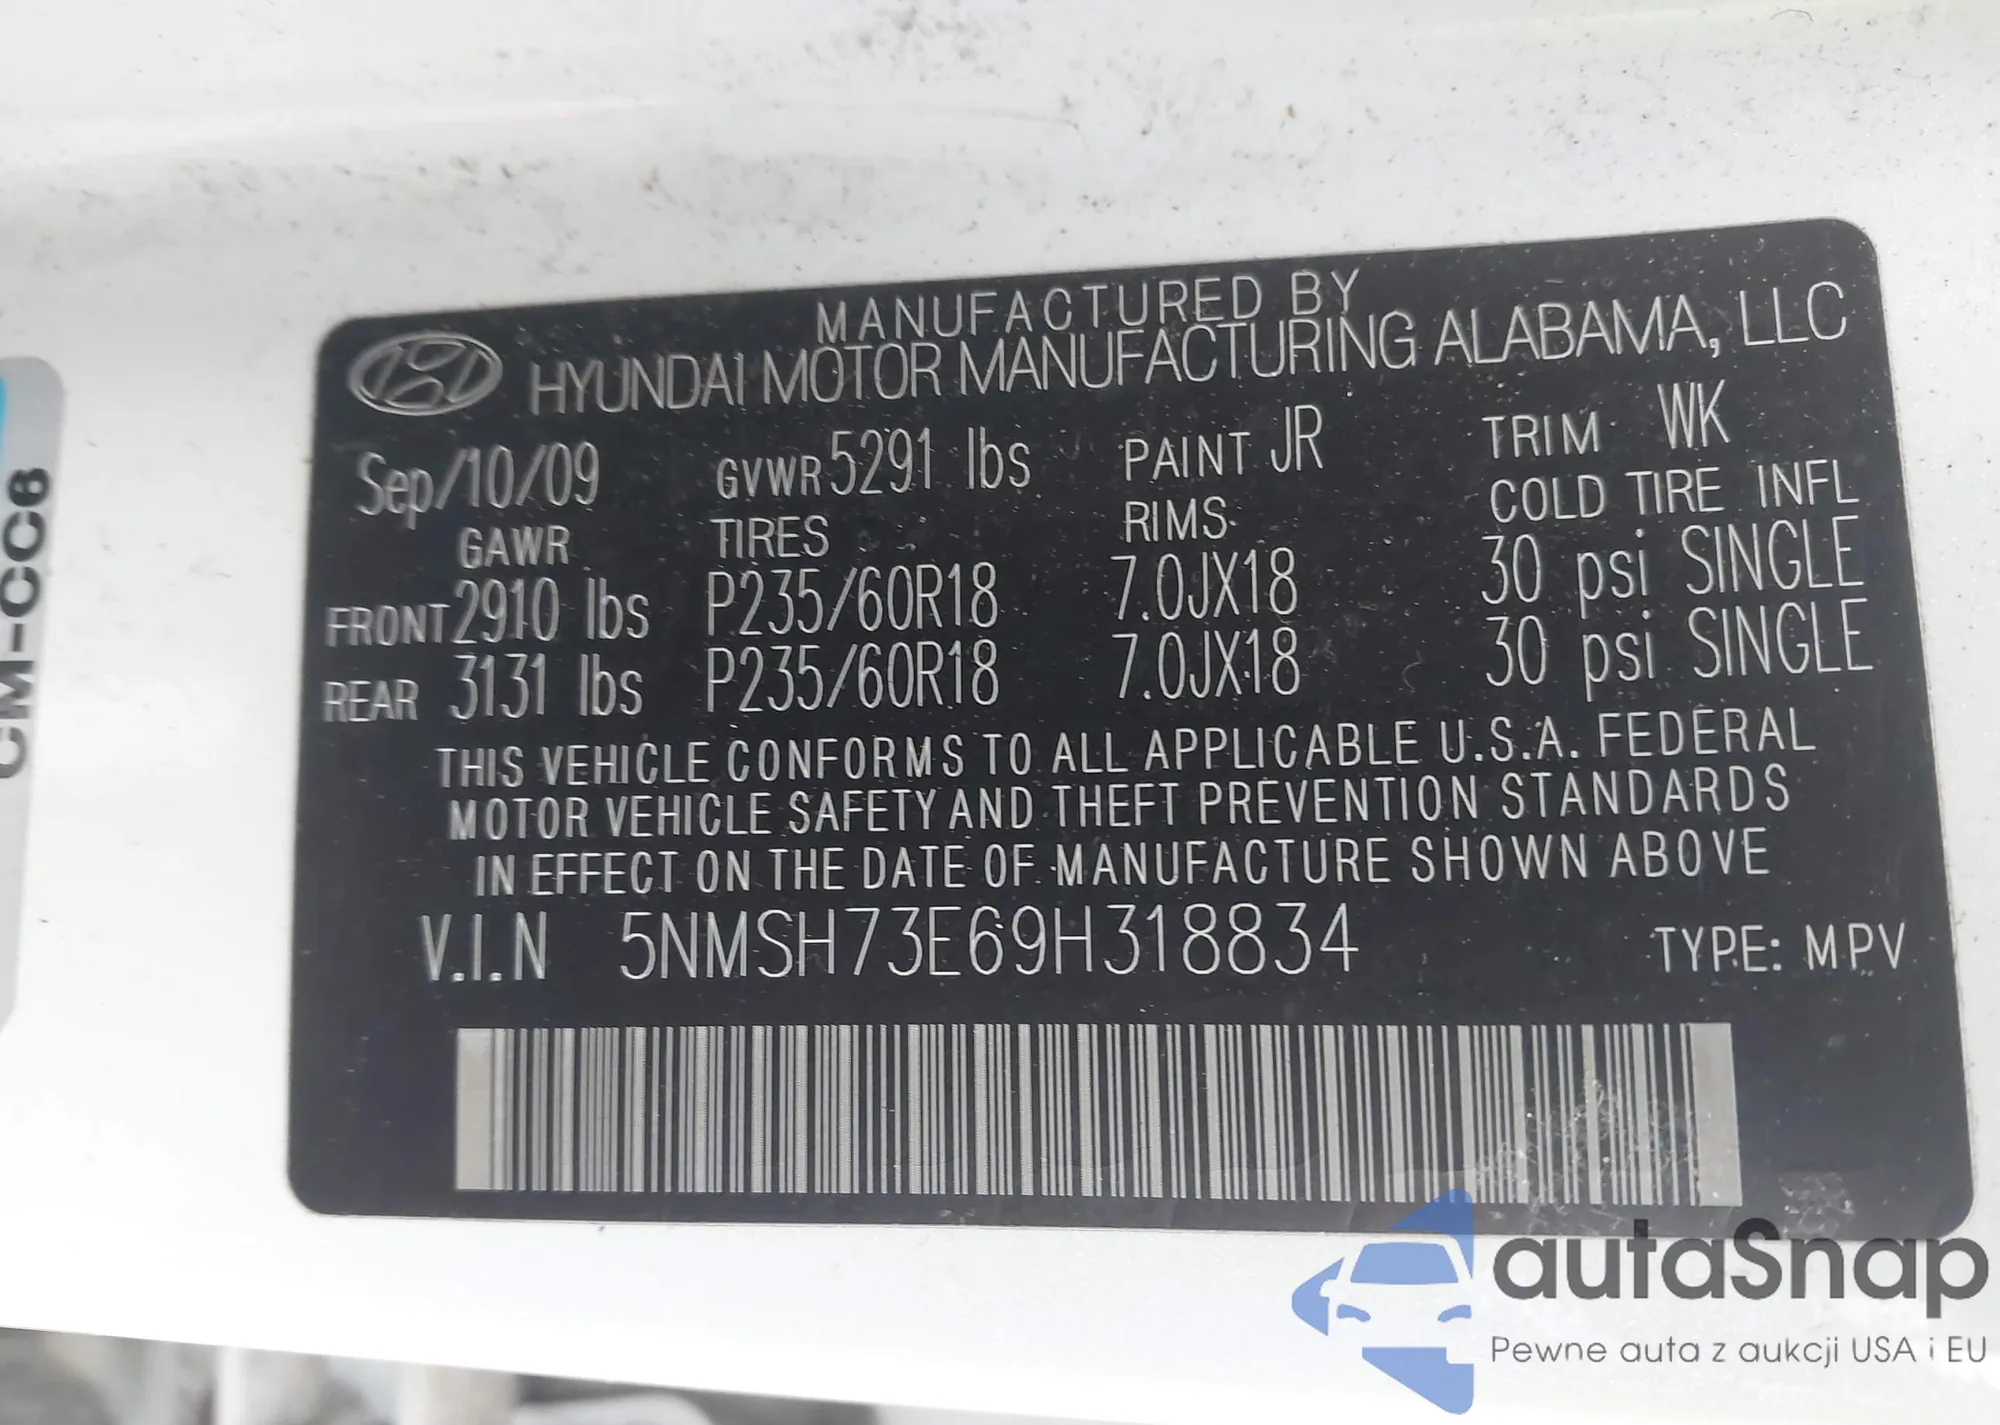 MANUFACTURED BY
HYUNDAI MOTOR MANUFACTURING ALABAMA, LLC
Sep/10/09 GVWR 5291 lbs PAINT JR TRIM WK
GAWR TIRES RIMS COLD TIRE INFL
FRONT 2910 lbs P235/60R18 7.0JX18 30 psi SINGLE
REAR 3131 lbs P235/60R18 7.0JX18 30 psi SINGLE
THIS VEHICLE CONFORMS TO ALL APPLICABLE U.S.A. FEDERAL
MOTOR VEHICLE SAFETY AND THEFT PREVENTION STANDARDS
IN EFFECT ON THE DATE OF MANUFACTURE SHOWN ABOVE
V.I.N 5NMSH73E69H318834 TYPE: MPV
CM-CC6
autaSnap
Pewne auta z aukcji USA i EU